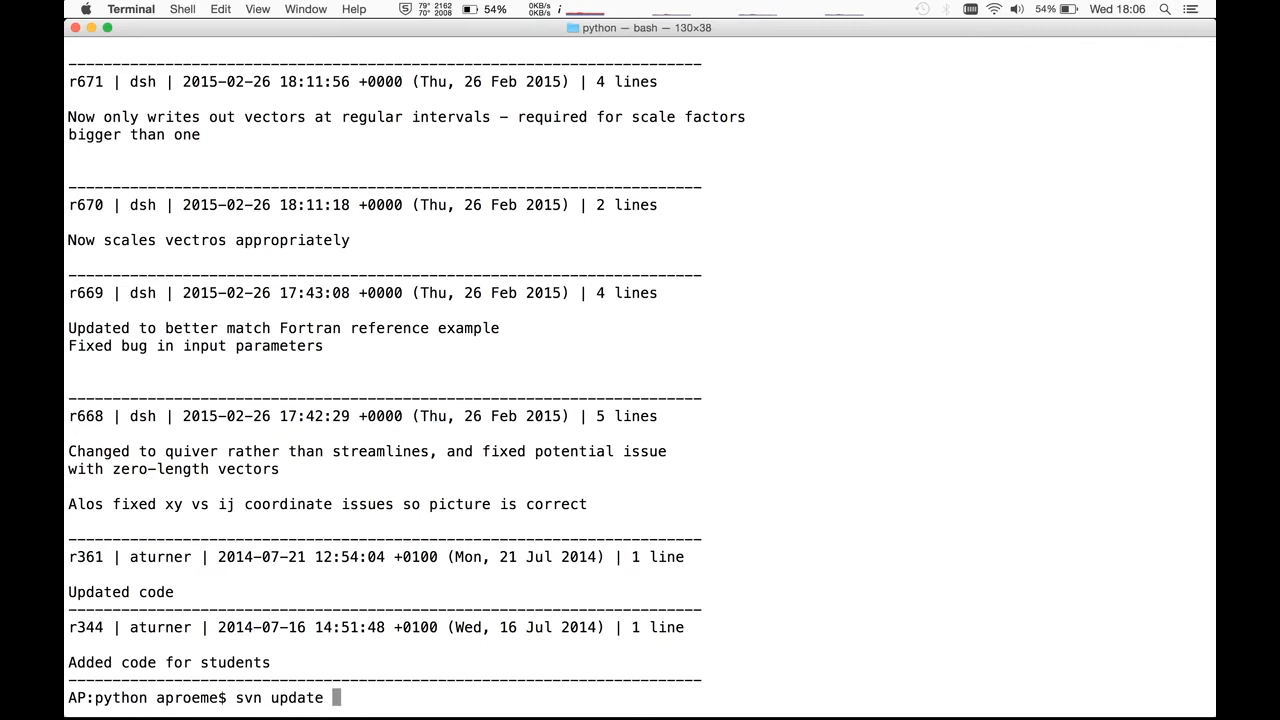 Terminal Shell Edit View Window Help 79° 2162 70° 2008 54% 0KB/s 0KB/s i 54% Wed 18:06
python — bash — 130×38
------------------------------------------------------------------------
r671 | dsh | 2015-02-26 18:11:56 +0000 (Thu, 26 Feb 2015) | 4 lines
Now only writes out vectors at regular intervals - required for scale factors
bigger than one
------------------------------------------------------------------------
r670 | dsh | 2015-02-26 18:11:18 +0000 (Thu, 26 Feb 2015) | 2 lines
Now scales vectros appropriately
------------------------------------------------------------------------
r669 | dsh | 2015-02-26 17:43:08 +0000 (Thu, 26 Feb 2015) | 4 lines
Updated to better match Fortran reference example
Fixed bug in input parameters
------------------------------------------------------------------------
r668 | dsh | 2015-02-26 17:42:29 +0000 (Thu, 26 Feb 2015) | 5 lines
Changed to quiver rather than streamlines, and fixed potential issue
with zero-length vectors
Alos fixed xy vs ij coordinate issues so picture is correct
------------------------------------------------------------------------
r361 | aturner | 2014-07-21 12:54:04 +0100 (Mon, 21 Jul 2014) | 1 line
Updated code
------------------------------------------------------------------------
r344 | aturner | 2014-07-16 14:51:48 +0100 (Wed, 16 Jul 2014) | 1 line
Added code for students
------------------------------------------------------------------------
AP:python aproeme$ svn update